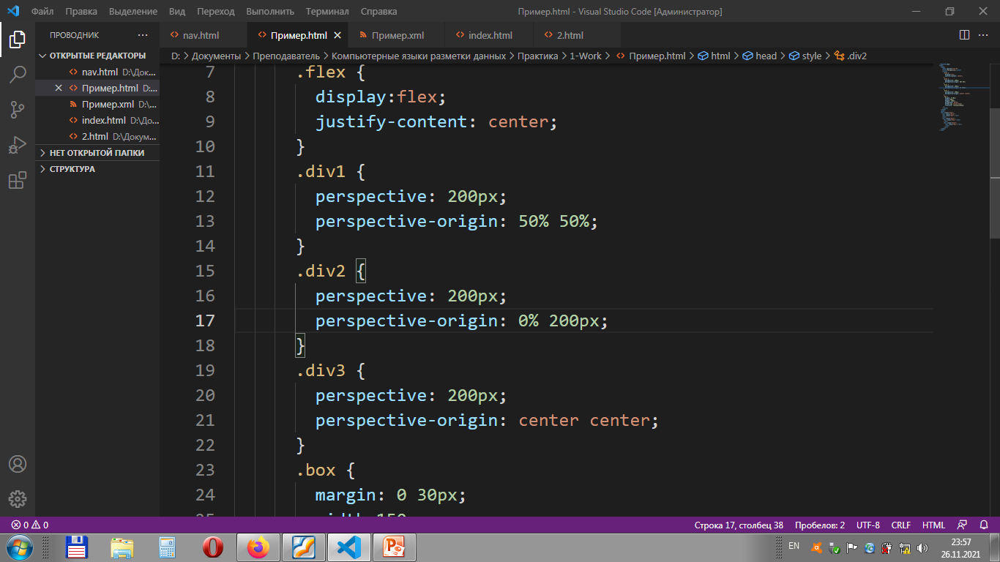 Файл Правка Выделение Вид Переход Выполнить Терминал Справка Пример.html - Visual Studio Code [Администратор]
ПРОВОДНИК ...
nav.html Пример.html Пример.xml index.html 2.html
ОТКРЫТЫЕ РЕДАКТОРЫ
nav.html D:\Док...
Пример.html D:...
Пример.xml D:\...
index.html D:\До...
2.html D:\Докум...
НЕТ ОТКРЫТОЙ ПАПКИ
СТРУКТУРА
D: > Документы > Преподаватель > Компьютерные языки разметки данных > Практика > 1-Work > Пример.html > html > head > style > .div2
7 .flex {
8 display:flex;
9 justify-content: center;
10 }
11 .div1 {
12 perspective: 200px;
13 perspective-origin: 50% 50%;
14 }
15 .div2 {
16 perspective: 200px;
17 perspective-origin: 0% 200px;
18 }
19 .div3 {
20 perspective: 200px;
21 perspective-origin: center center;
22 }
23 .box {
24 margin: 0 30px;
0 0 Строка 17, столбец 38 Пробелов: 2 UTF-8 CRLF HTML
EN 23:57
26.11.2021